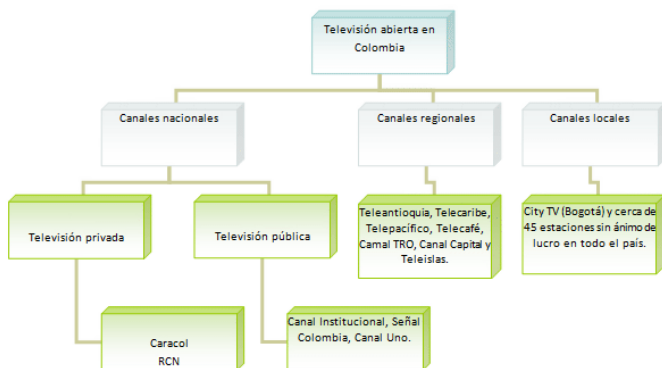 Televisión abierta en
Colombia
Canales nacionales
Canales regionales
Canales locales
Televisión privada
Televisión pública
Teleantioquia, Telecaribe,
Telepacífico, Telecafé,
Camal TRO, Canal Capital y
Teleislas.
City TV (Bogotá) y cerca de
45 estaciones sin ánimo de
lucro en todo el país.
Caracol
RCN
Canal Institucional, Señal
Colombia, Canal Uno.